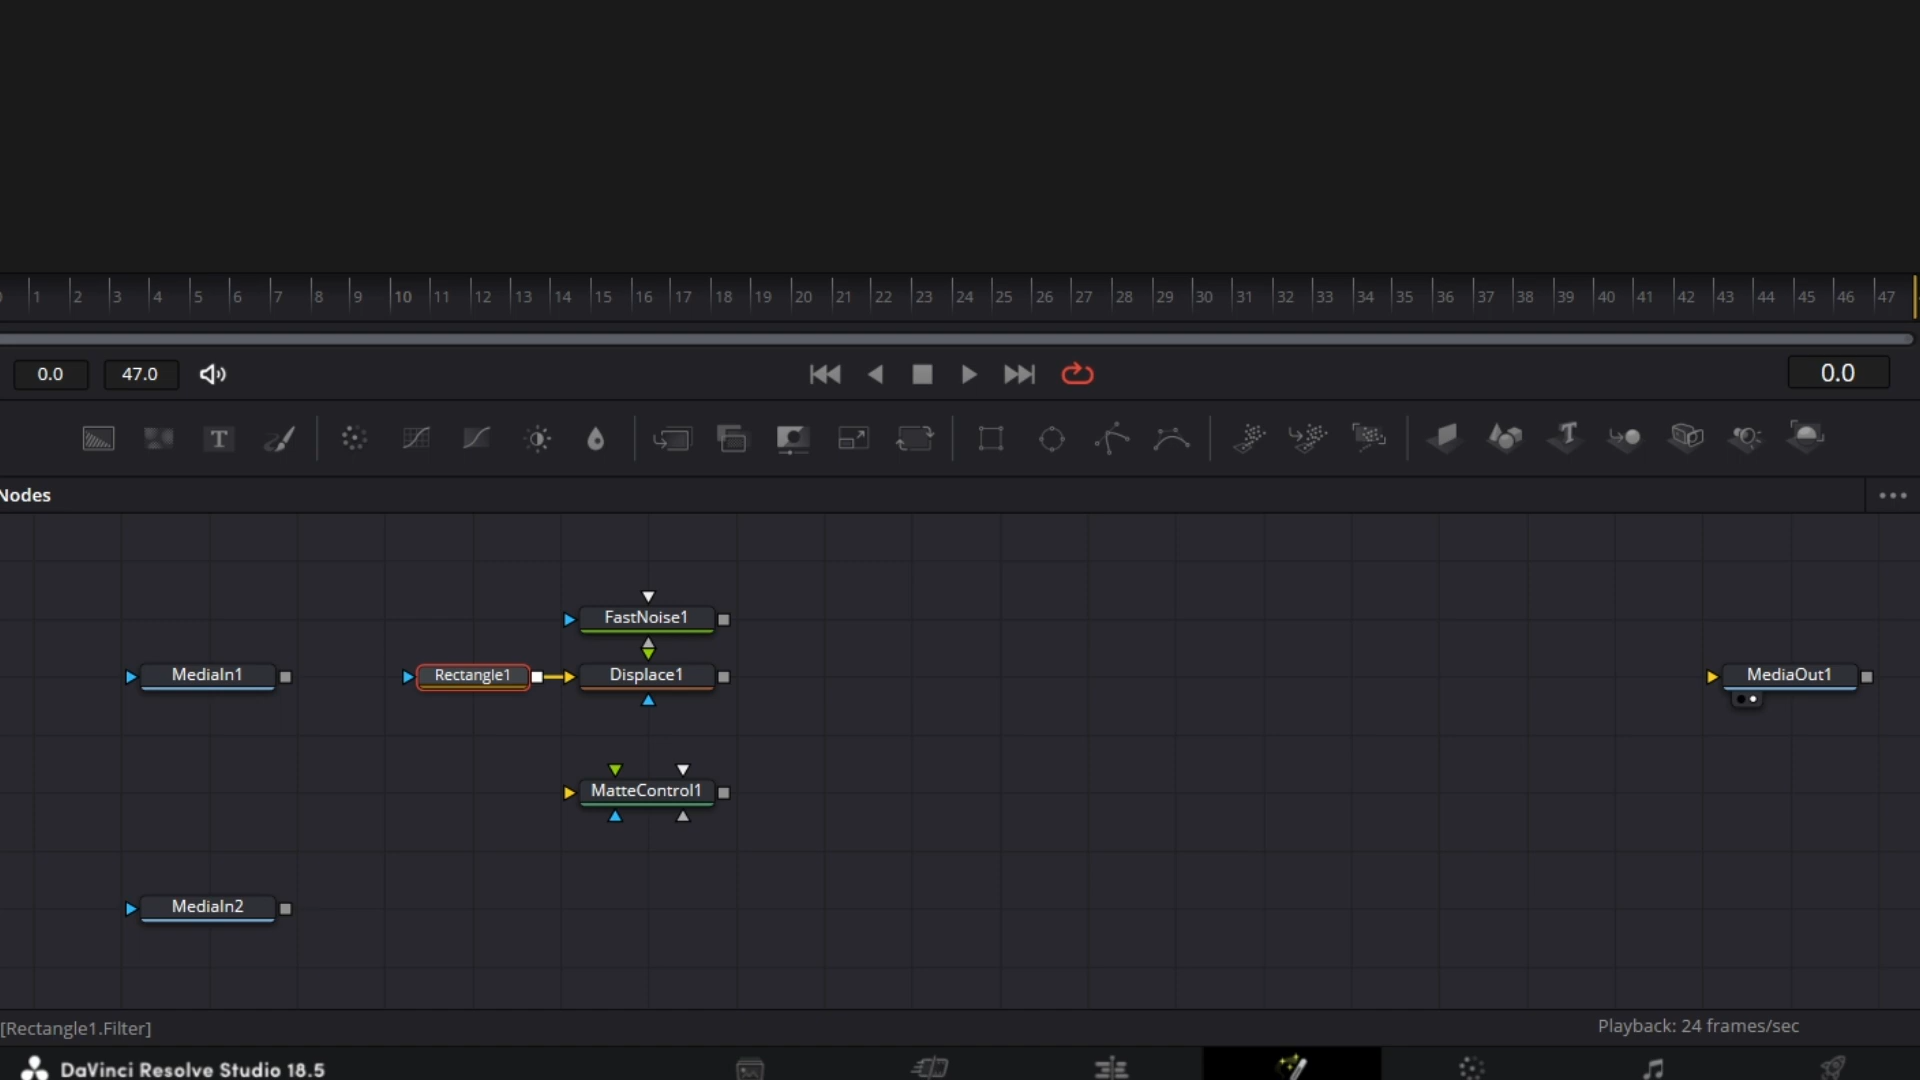 0 1 2 3 4 5 6 7 8 9 10 11 12 13 14 15 16 17 18 19 20 21 22 23 24 25 26 27 28 29 30 31 32 33 34 35 36 37 38 39 40 41 42 43 44 45 46 47
0.0 47.0 0.0
T
Nodes
FastNoise1
MediaIn1 Rectangle1 Displace1 MediaOut1
MatteControl1
MediaIn2
[Rectangle1.Filter] Playback: 24 frames/sec
DaVinci Resolve Studio 18.5